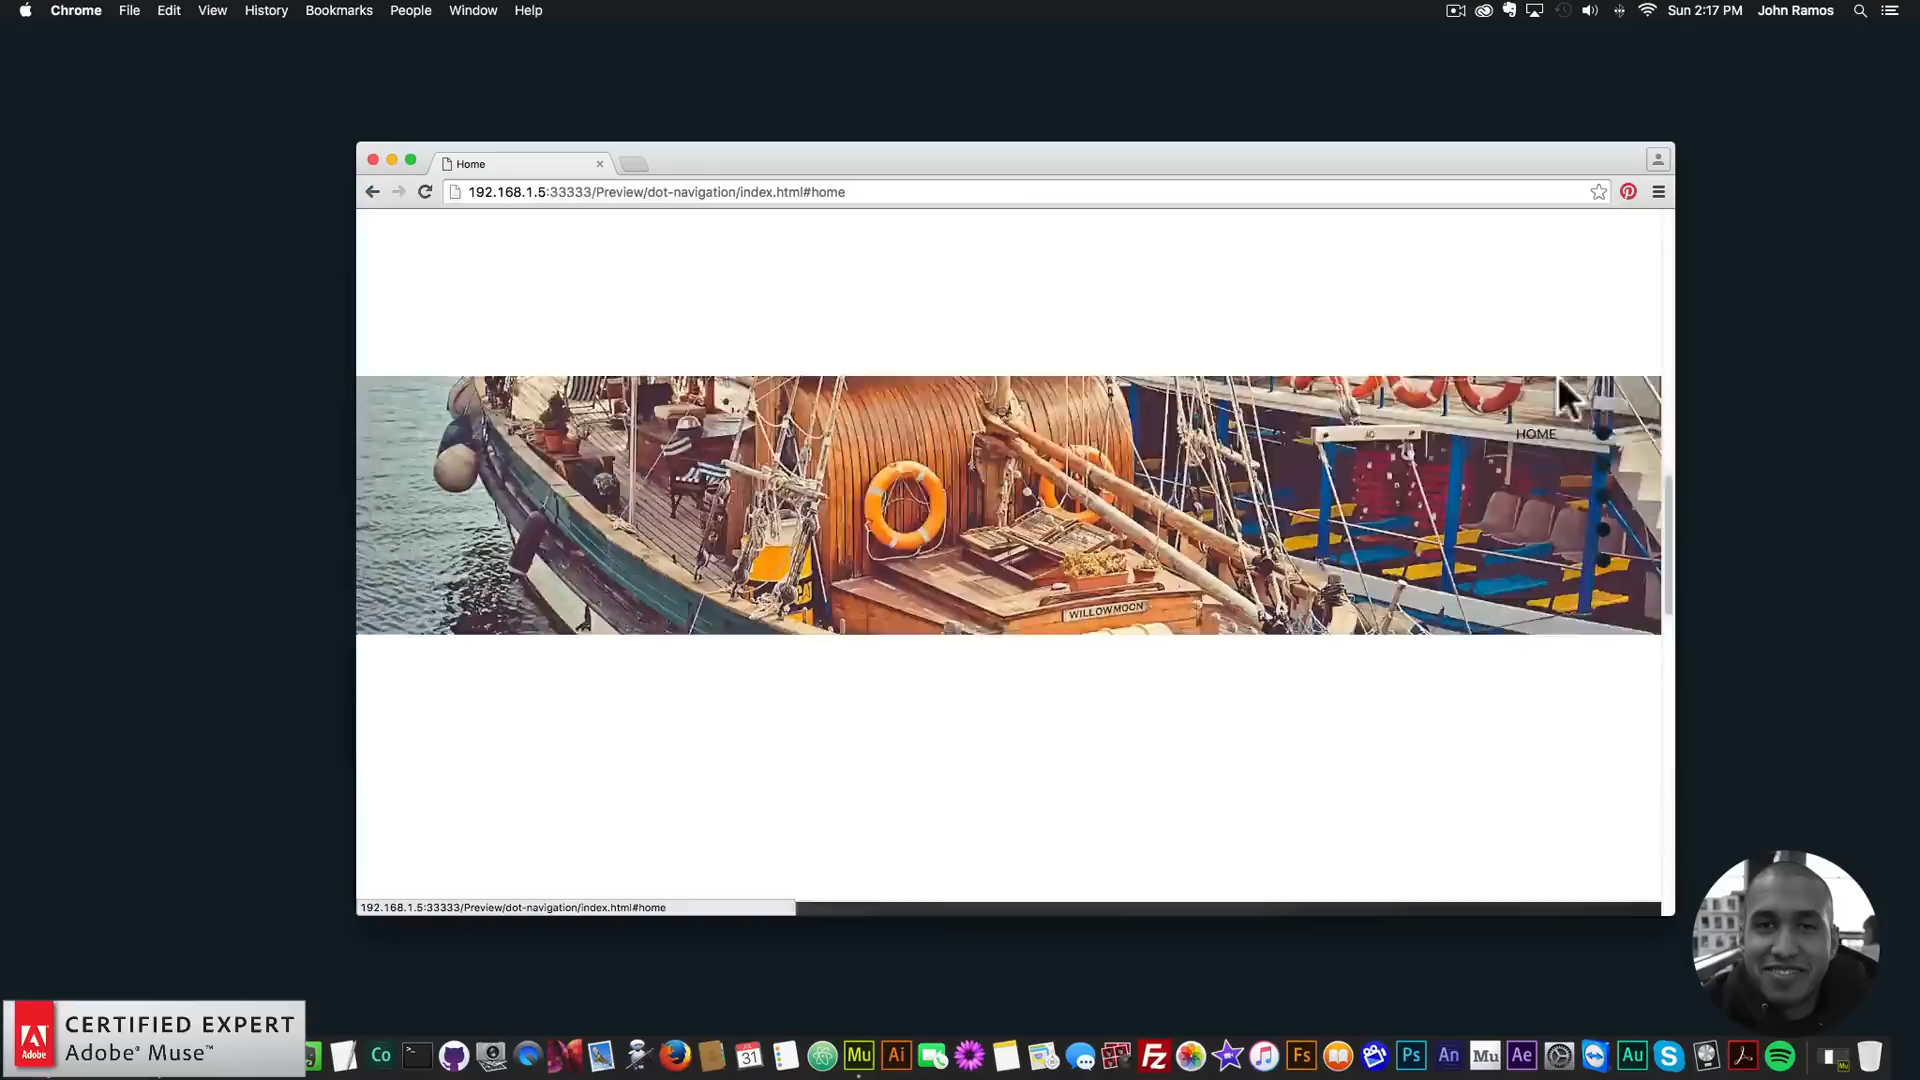 Chrome File Edit View History Bookmarks People Window Help
Sun 2:17 PM John Ramos
Home
192.168.1.5:33333/Preview/dot-navigation/index.html#home
HOME
WILLOWMOON
192.168.1.5:33333/Preview/dot-navigation/index.html#home
CERTIFIED EXPERT
Adobe® Muse™
Adobe
Co
JUL
31
Mu
Ai
FZ
Fs
Ps
An
Mu
Ae
Au